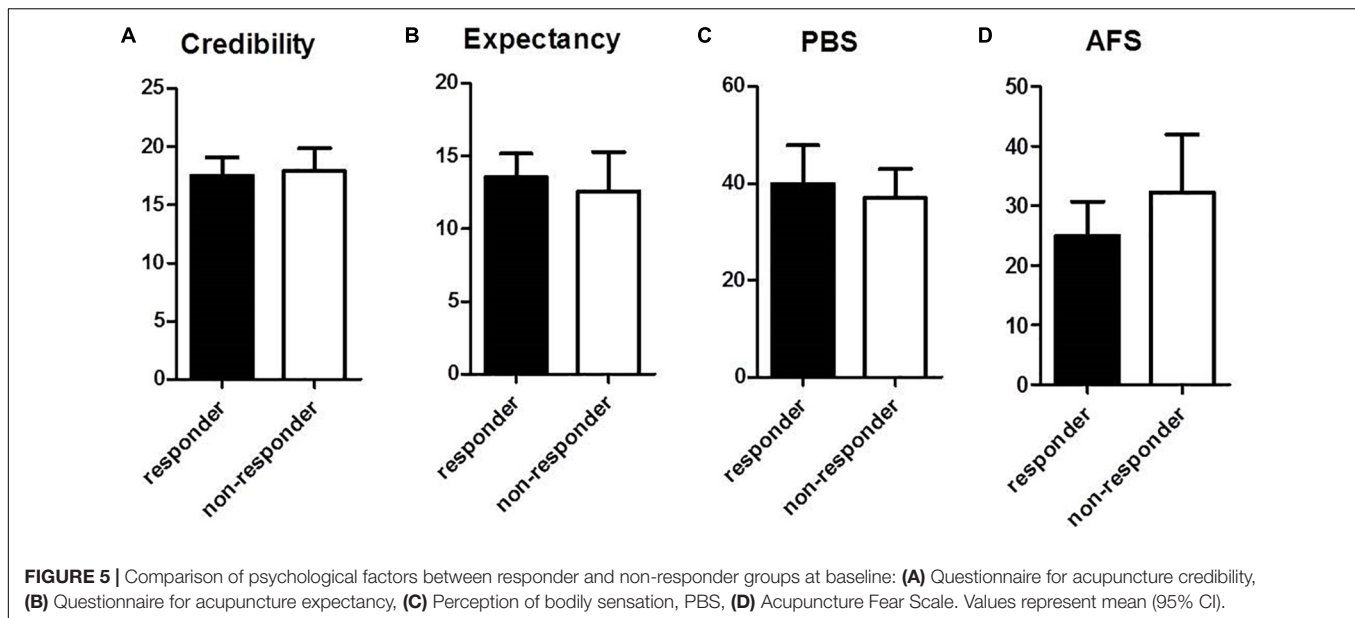 A Credibility
25
20
15
10
5
0
responder
non-responder
B Expectancy
20
15
10
5
0
responder
non-responder
C PBS
60
40
20
0
responder
non-responder
D AFS
50
40
30
20
10
0
responder
non-responder
FIGURE 5 | Comparison of psychological factors between responder and non-responder groups at baseline: (A) Questionnaire for acupuncture credibility,
(B) Questionnaire for acupuncture expectancy, (C) Perception of bodily sensation, PBS, (D) Acupuncture Fear Scale. Values represent mean (95% CI).